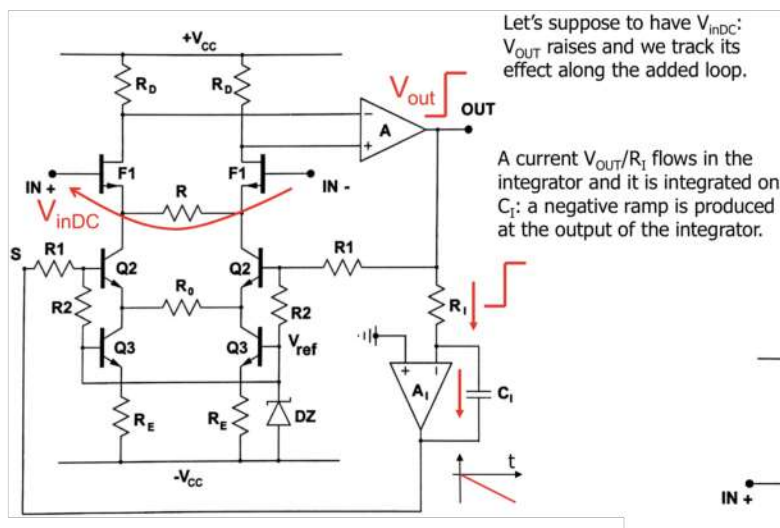 Let's suppose to have VinDC:
VOUT raises and we track its
effect along the added loop.
+Vcc
RD
RD
Vout
OUT
−
A
+
A current VOUT/RI flows in the
integrator and it is integrated on
CI: a negative ramp is produced
at the output of the integrator.
F1
F1
IN +
IN -
R
VinDC
S
R1
R1
Q2
Q2
R2
R0
R2
RI
Q3
Q3
Vref
+
−
AI
CI
RE
RE
DZ
-Vcc
t
IN +